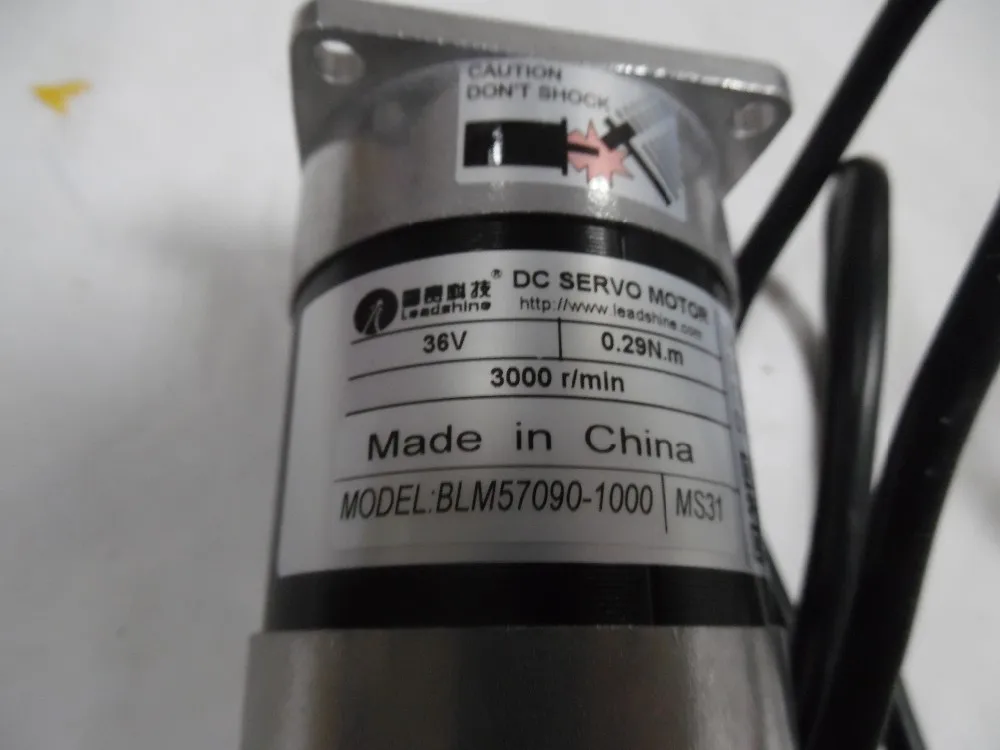 CAUTION
DON'T SHOCK
雷赛科技® DC SERVO MOTOR
Leadshine http://www.leadshine.com
36V 0.29N.m
3000 r/min
Made in China
MODEL:BLM57090-1000 MS31